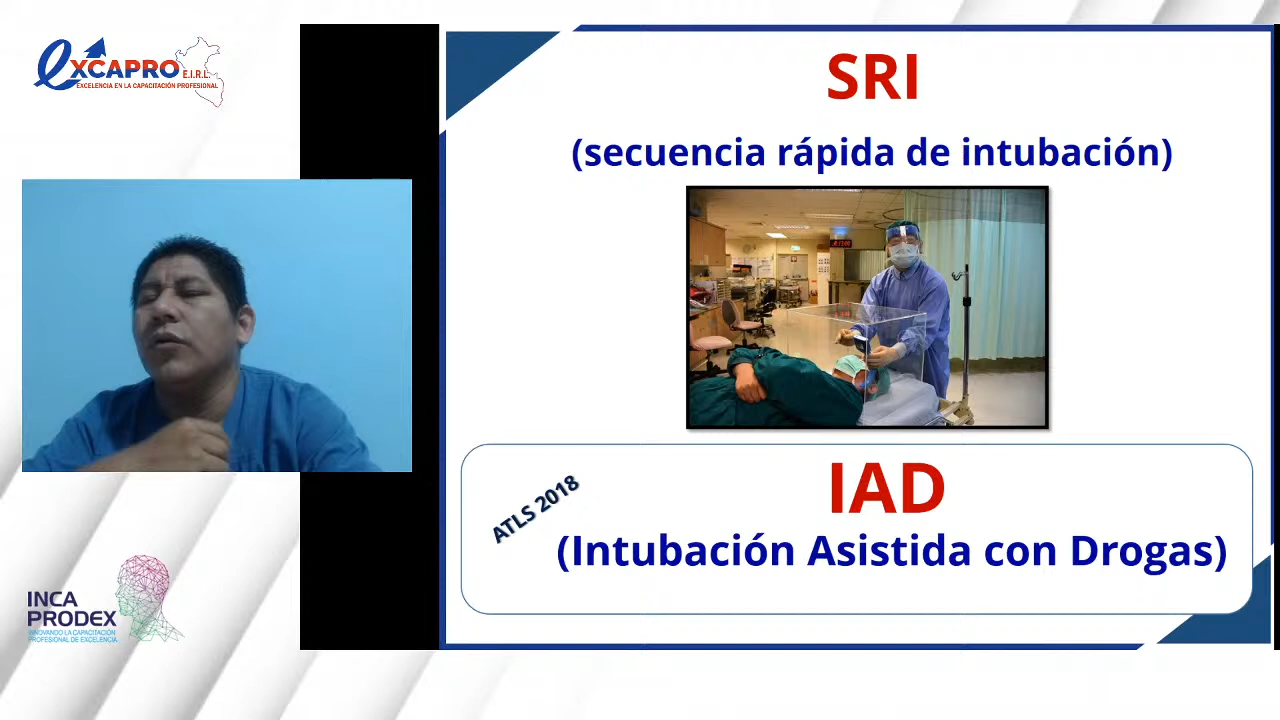 excapro E.I.R.L.
EXCELENCIA EN LA CAPACITACIÓN PROFESIONAL
SRI
(secuencia rápida de intubación)
ATLS 2018
IAD
(Intubación Asistida con Drogas)
INCA
PRODEX
INNOVANDO LA CAPACITACIÓN
PROFESIONAL DE EXCELENCIA